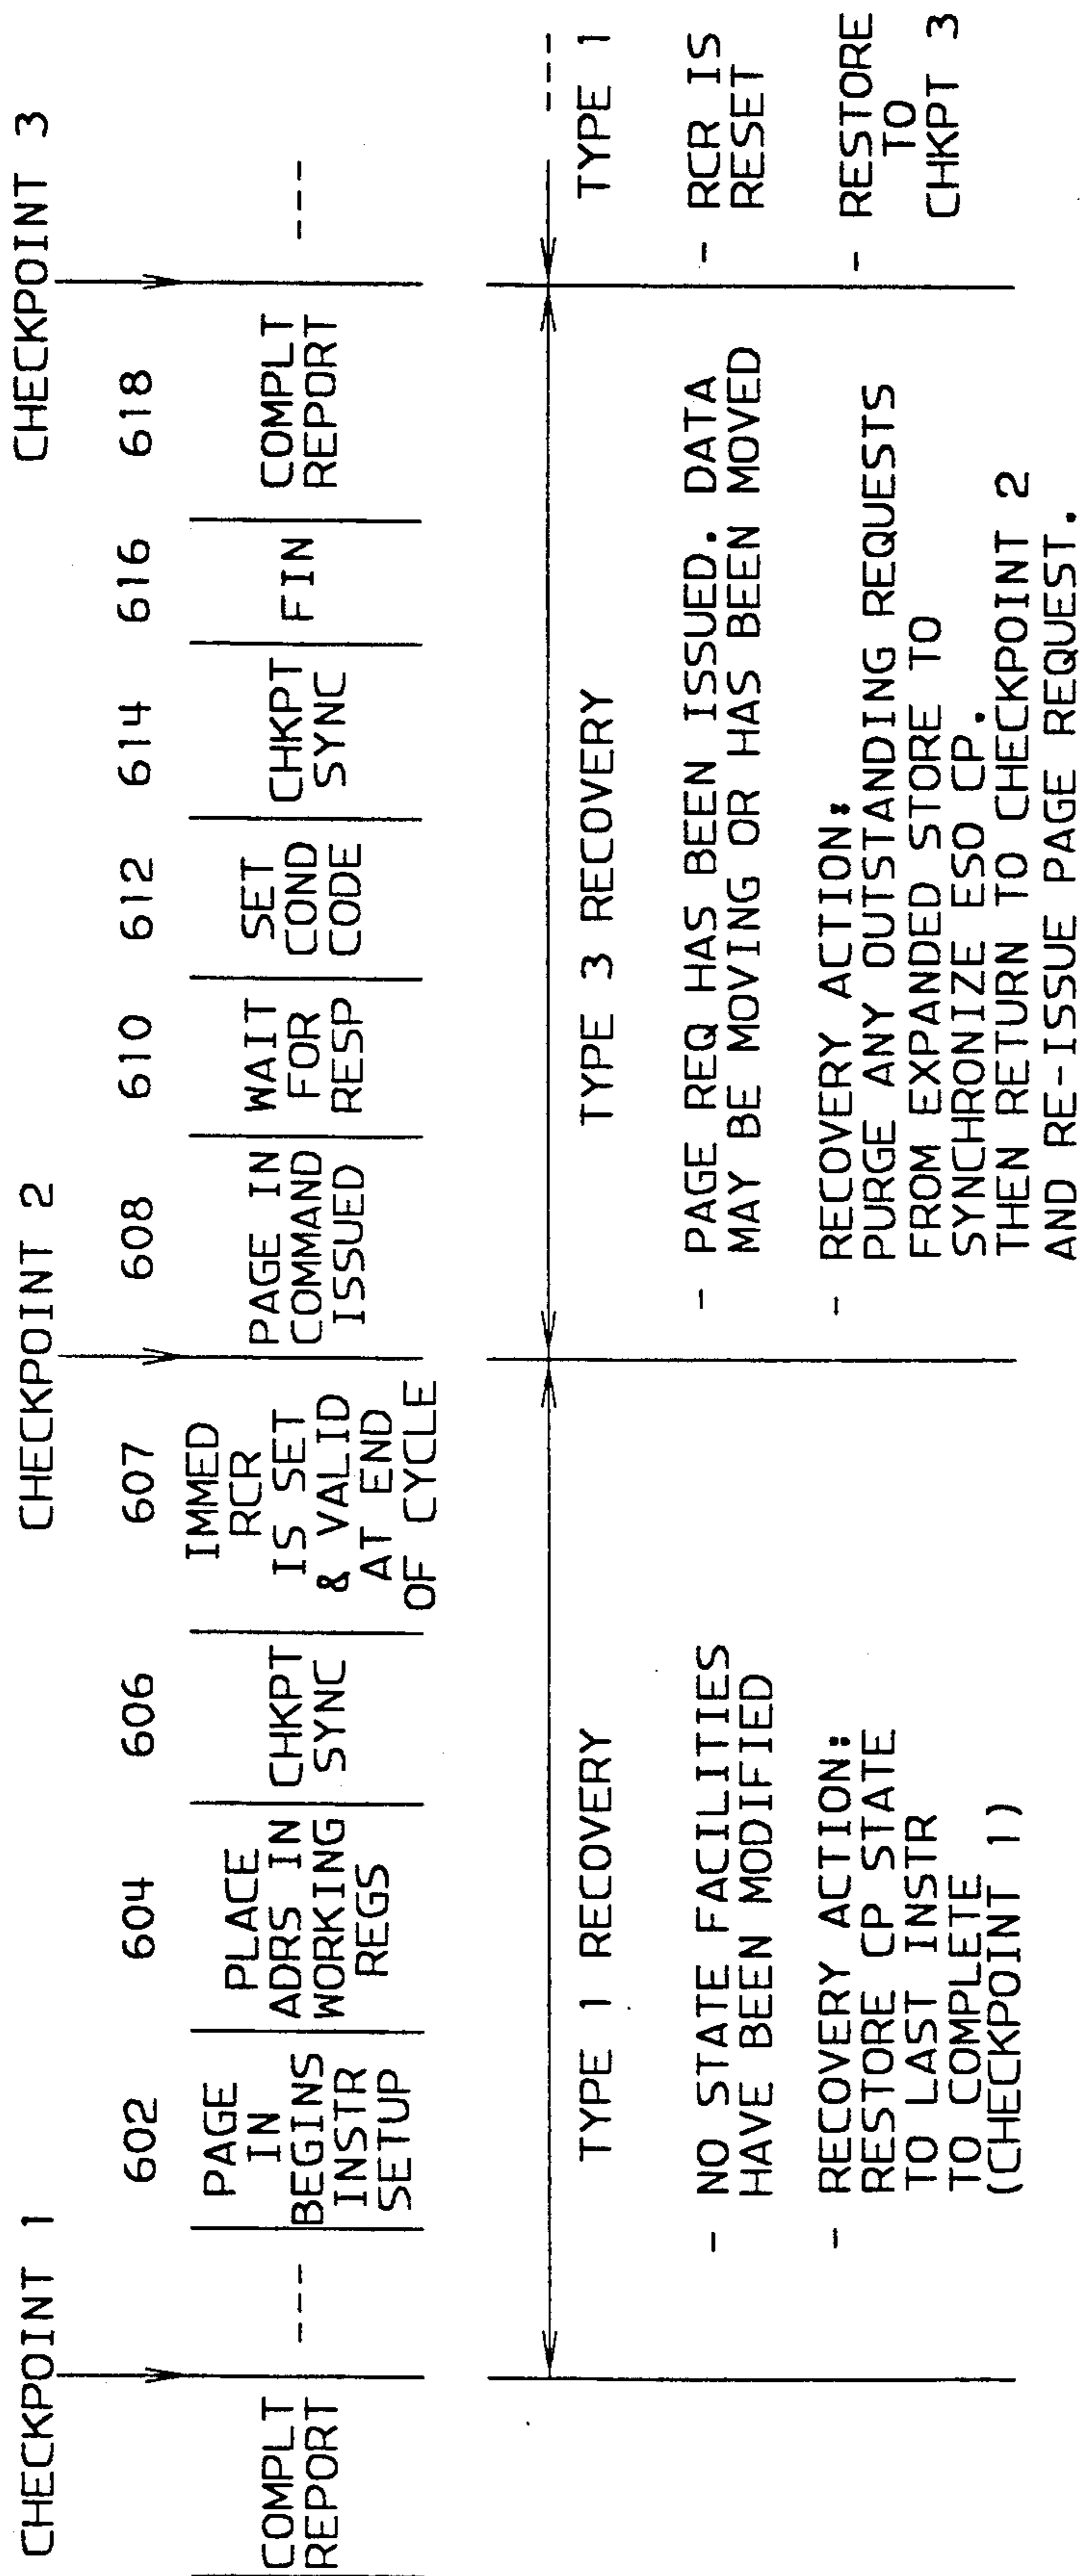 CHECKPOINT 1
CHECKPOINT 2
CHECKPOINT 3
602
604
606
607
608
610
612
614
616
618
COMPLT
REPORT
---
PAGE
IN
BEGINS
INSTR
SETUP
PLACE
ADRS IN
WORKING
REGS
CHKPT
SYNC
IMMED
RCR
IS SET
& VALID
AT END
OF CYCLE
PAGE IN
COMMAND
ISSUED
WAIT
FOR
RESP
SET
COND
CODE
CHKPT
SYNC
FIN
COMPLT
REPORT
---
TYPE 1 RECOVERY
- NO STATE FACILITIES
HAVE BEEN MODIFIED
- RECOVERY ACTION:
RESTORE CP STATE
TO LAST INSTR
TO COMPLETE
(CHECKPOINT 1)
TYPE 3 RECOVERY
- PAGE REQ HAS BEEN ISSUED. DATA
MAY BE MOVING OR HAS BEEN MOVED
- RECOVERY ACTION:
PURGE ANY OUTSTANDING REQUESTS
FROM EXPANDED STORE TO
SYNCHRONIZE ESO CP.
THEN RETURN TO CHECKPOINT 2
AND RE-ISSUE PAGE REQUEST.
---
TYPE 1
- RCR IS
RESET
- RESTORE
TO
CHKPT 3